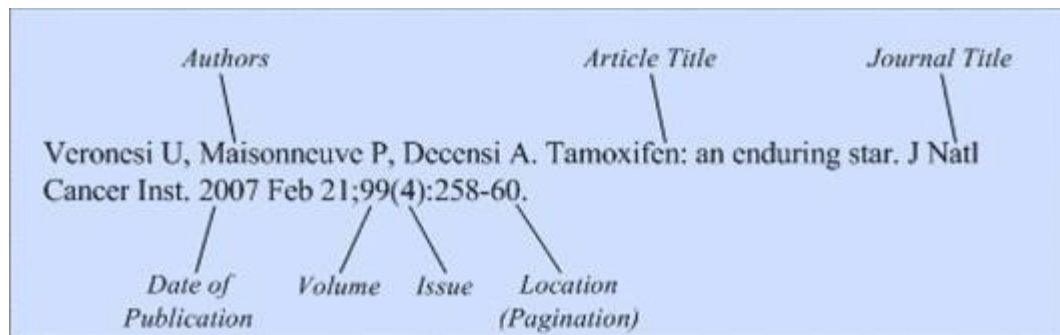 Authors Article Title Journal Title
Veronesi U, Maisonneuve P, Decensi A. Tamoxifen: an enduring star. J Natl
Cancer Inst. 2007 Feb 21;99(4):258-60.
Date of Volume Issue Location
Publication (Pagination)